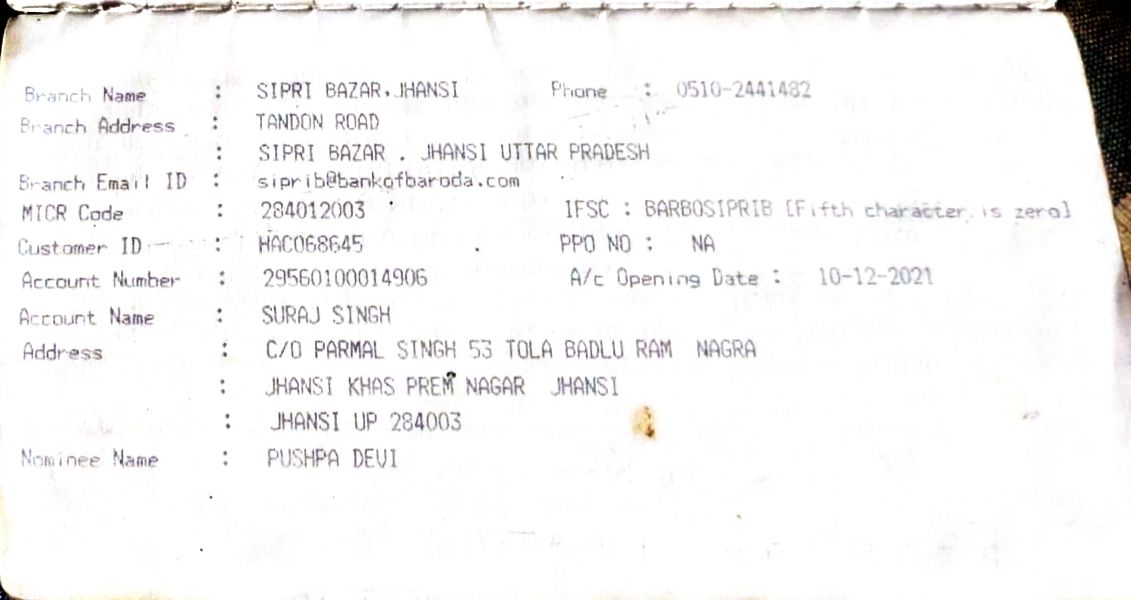 Branch Name : SIPRI BAZAR,JHANSI Phone : 0510-2441482
Branch Address : TANDON ROAD
: SIPRI BAZAR . JHANSI UTTAR PRADESH
Branch Email ID : siprib@bankofbaroda.com
MICR Code : 284012003 IFSC : BARB0SIPRIB [Fifth character is zero]
Customer ID : HAC068645 PPO NO : NA
Account Number : 29560100014906 A/c Opening Date : 10-12-2021
Account Name : SURAJ SINGH
Address : C/O PARMAL SINGH 53 TOLA BADLU RAM NAGRA
: JHANSI KHAS PREM NAGAR JHANSI
: JHANSI UP 284003
Nominee Name : PUSHPA DEVI